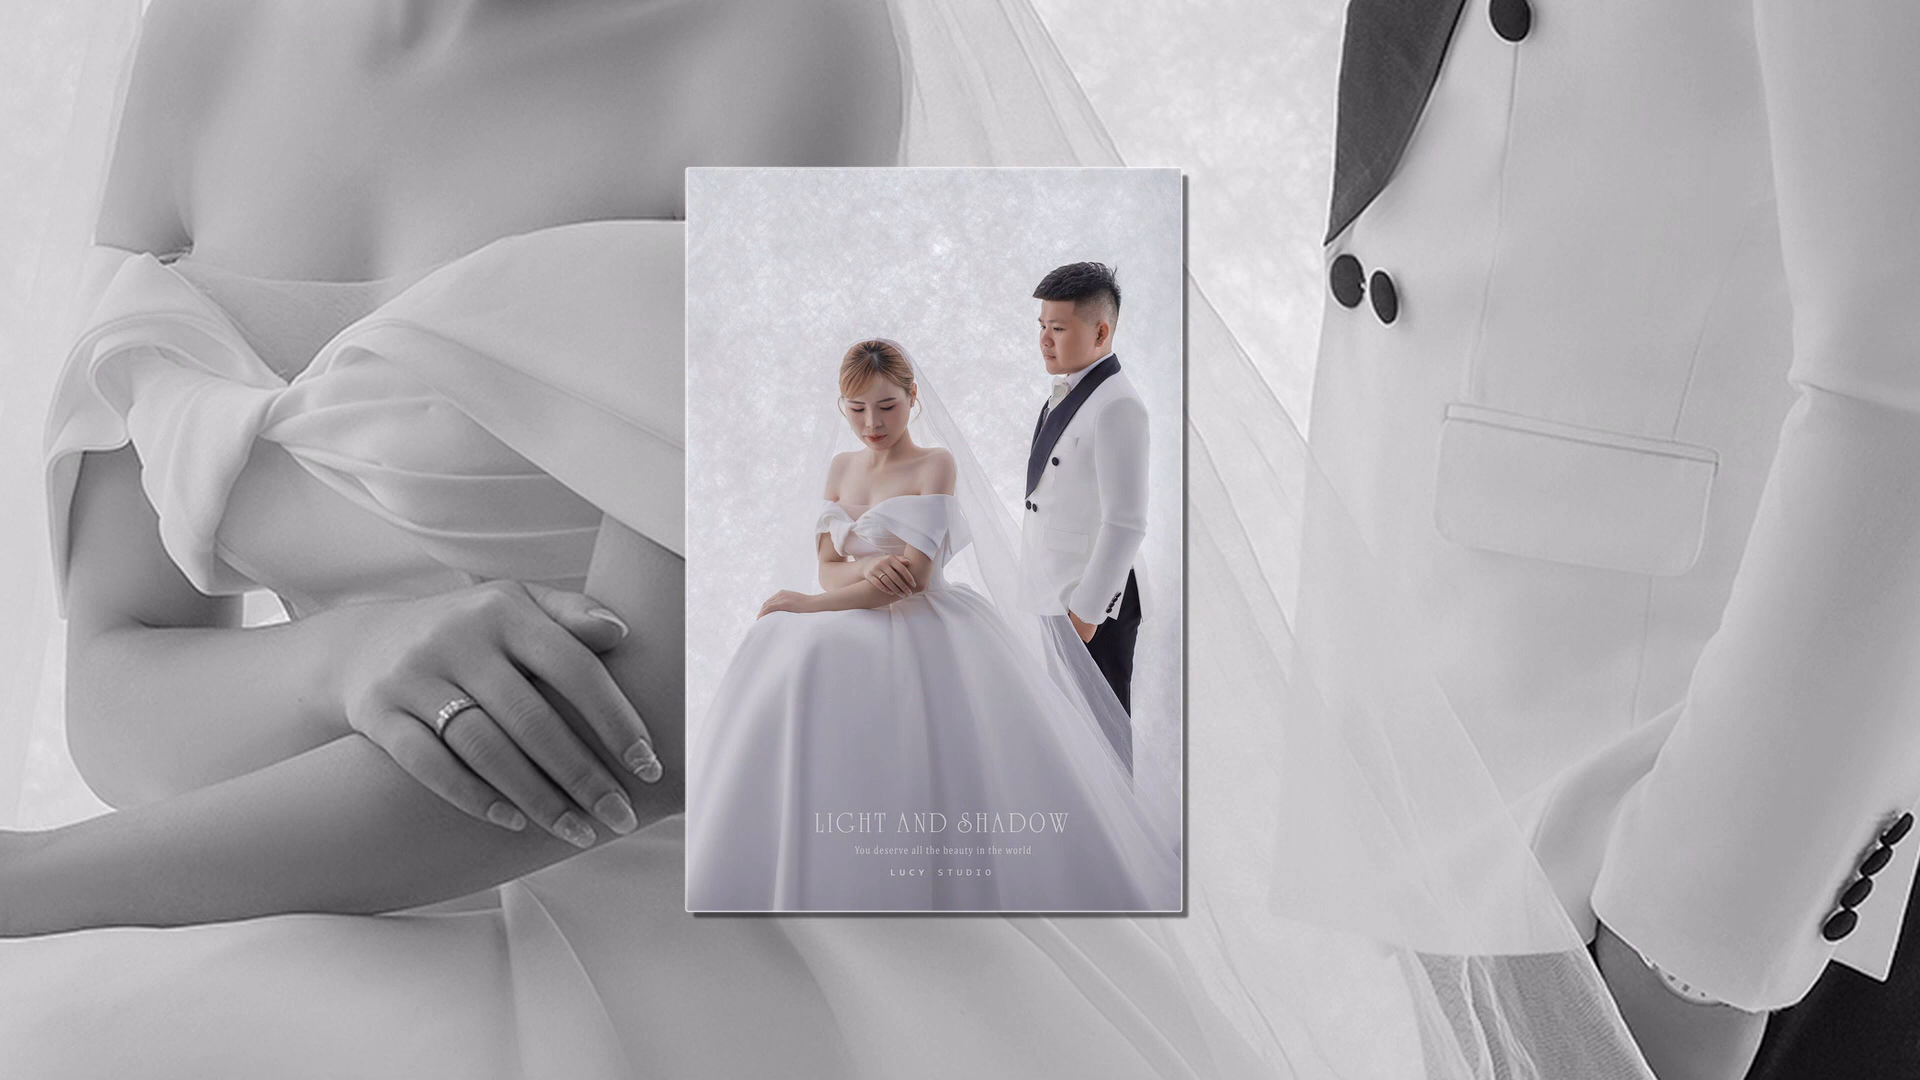 LIGHT AND SHADOW
You deserve all the beauty in the world
LUCY STUDIO